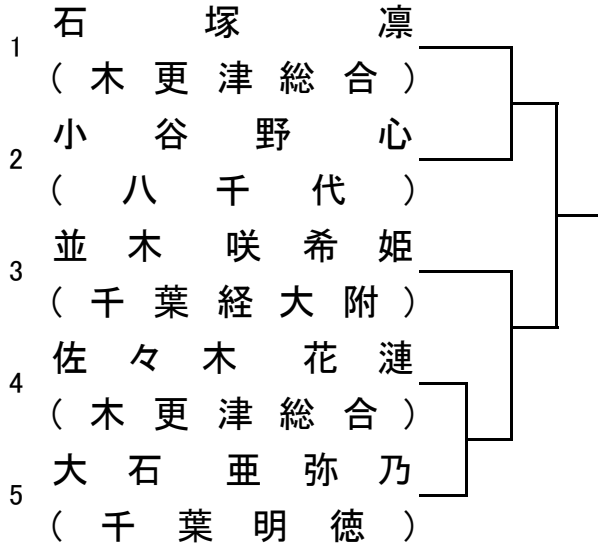 1 石塚 凛
(木更津総合)
2 小谷野心
(八千代)
3 並木 咲希姫
(千葉経大附)
4 佐々木 花漣
(木更津総合)
5 大石 亜弥乃
(千葉明徳)